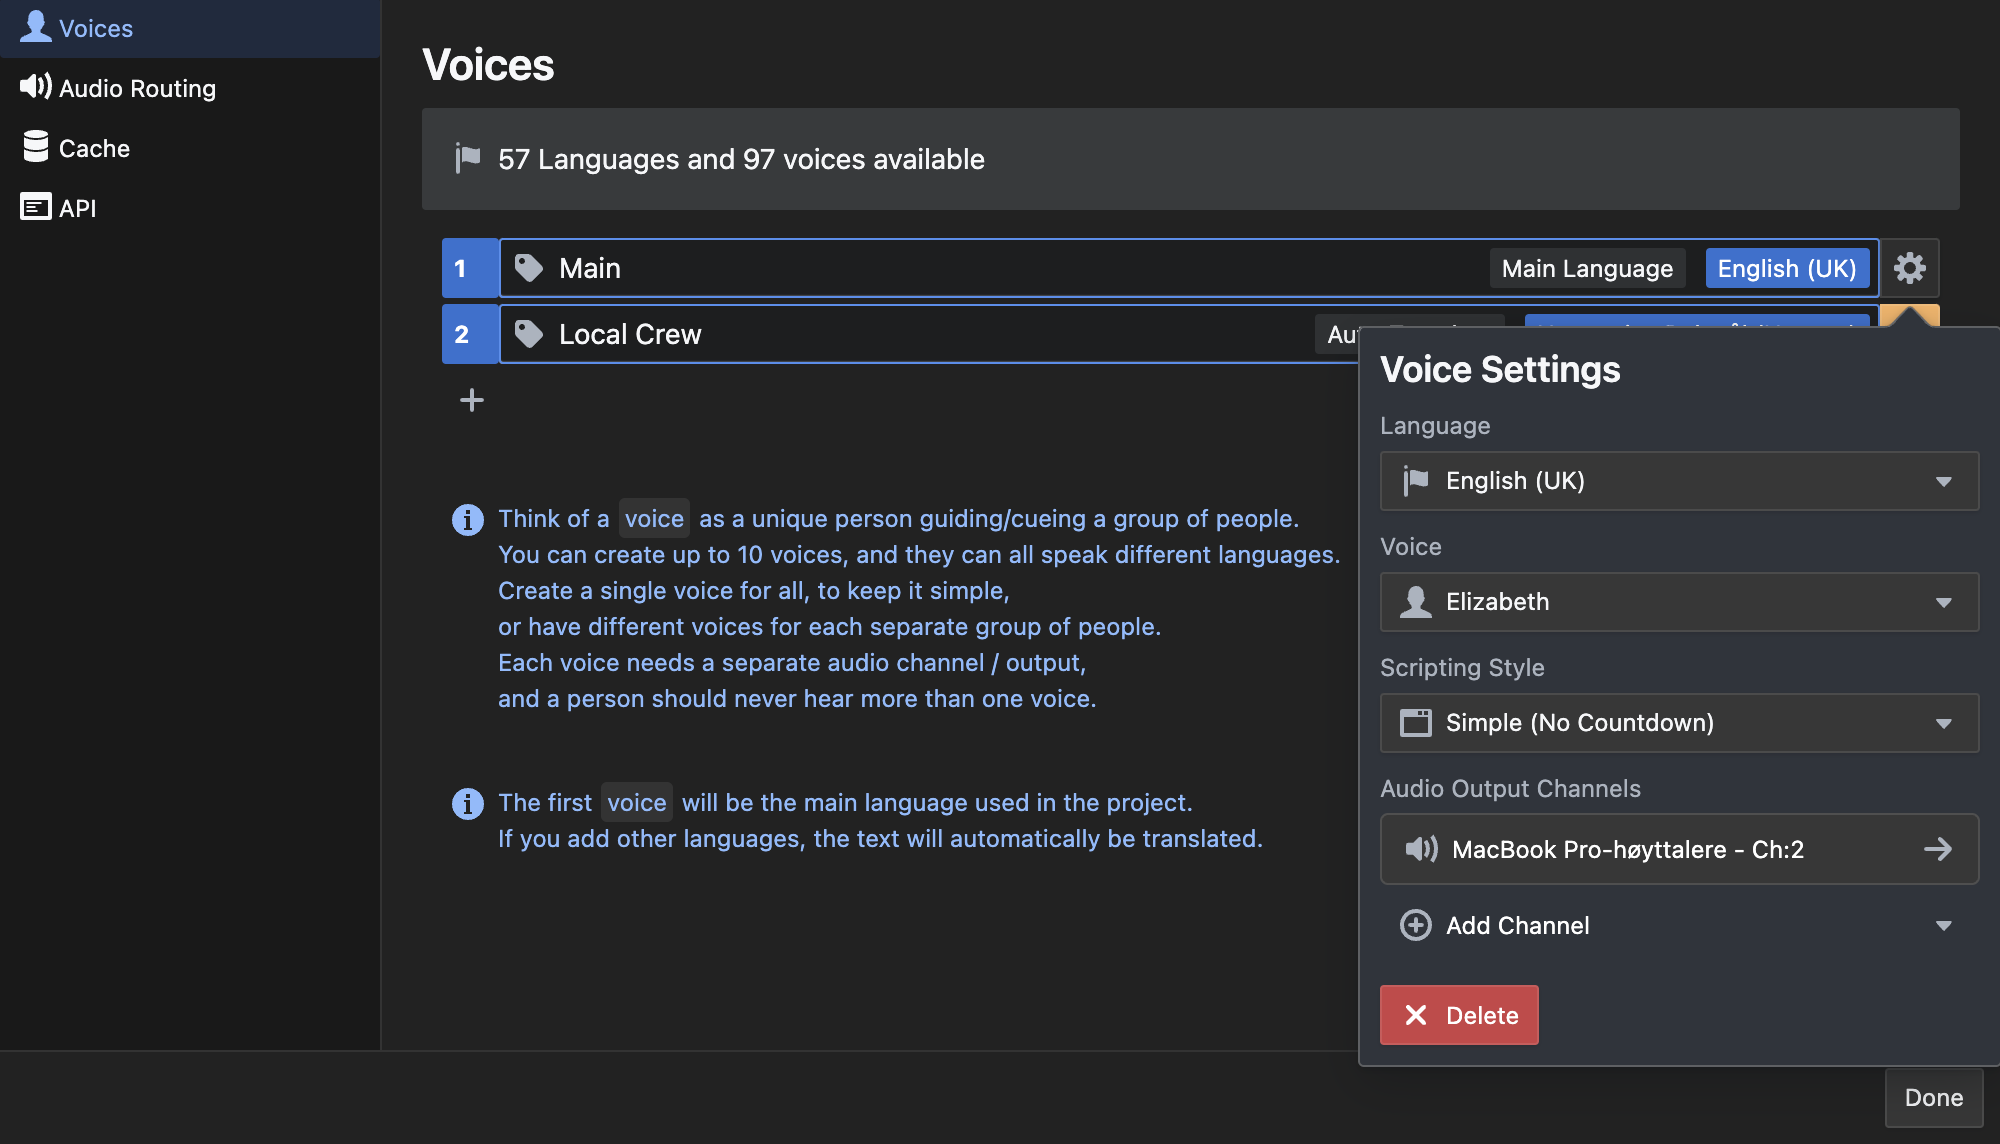 Voices
Audio Routing
Cache
API
Voices
57 Languages and 97 voices available
1 Main Main Language English (UK)
2 Local Crew
Think of a voice as a unique person guiding/cueing a group of people.
You can create up to 10 voices, and they can all speak different languages.
Create a single voice for all, to keep it simple,
or have different voices for each separate group of people.
Each voice needs a separate audio channel / output,
and a person should never hear more than one voice.
The first voice will be the main language used in the project.
If you add other languages, the text will automatically be translated.
Voice Settings
Language
English (UK)
Voice
Elizabeth
Scripting Style
Simple (No Countdown)
Audio Output Channels
MacBook Pro-høyttalere - Ch:2
Add Channel
Delete
Done